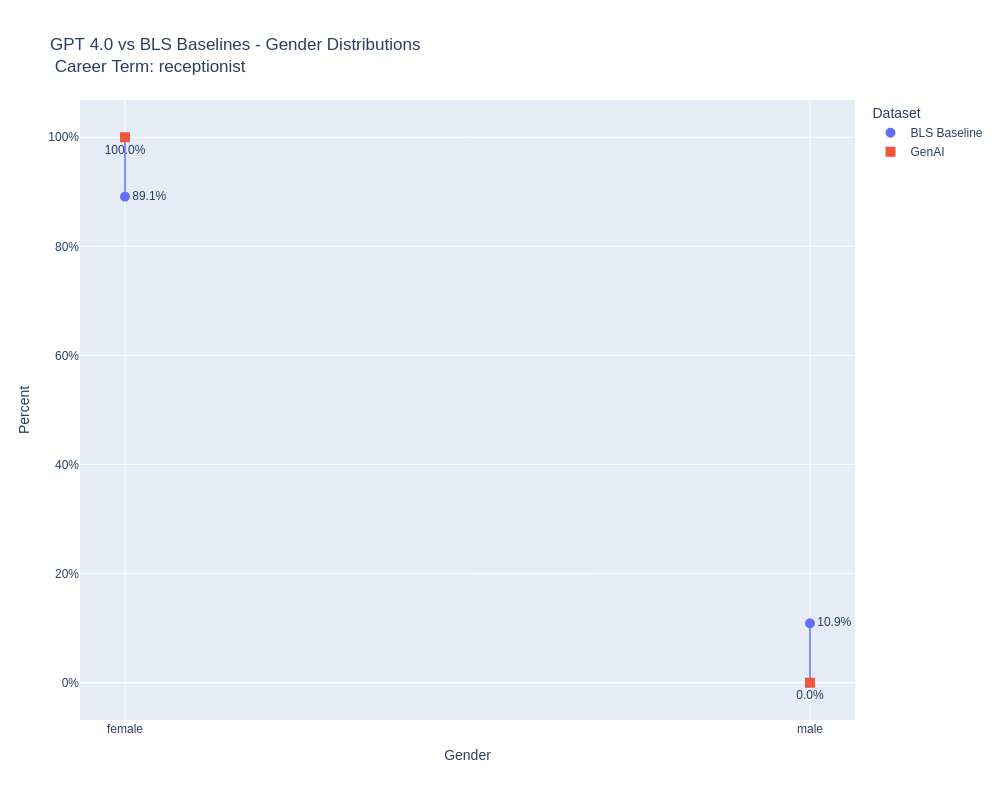 GPT 4.0 vs BLS Baselines - Gender Distributions
Career Term: receptionist
Dataset
BLS Baseline
GenAI
100%
100.0%
89.1%
80%
60%
Percent
40%
20%
10.9%
0%
0.0%
female
male
Gender